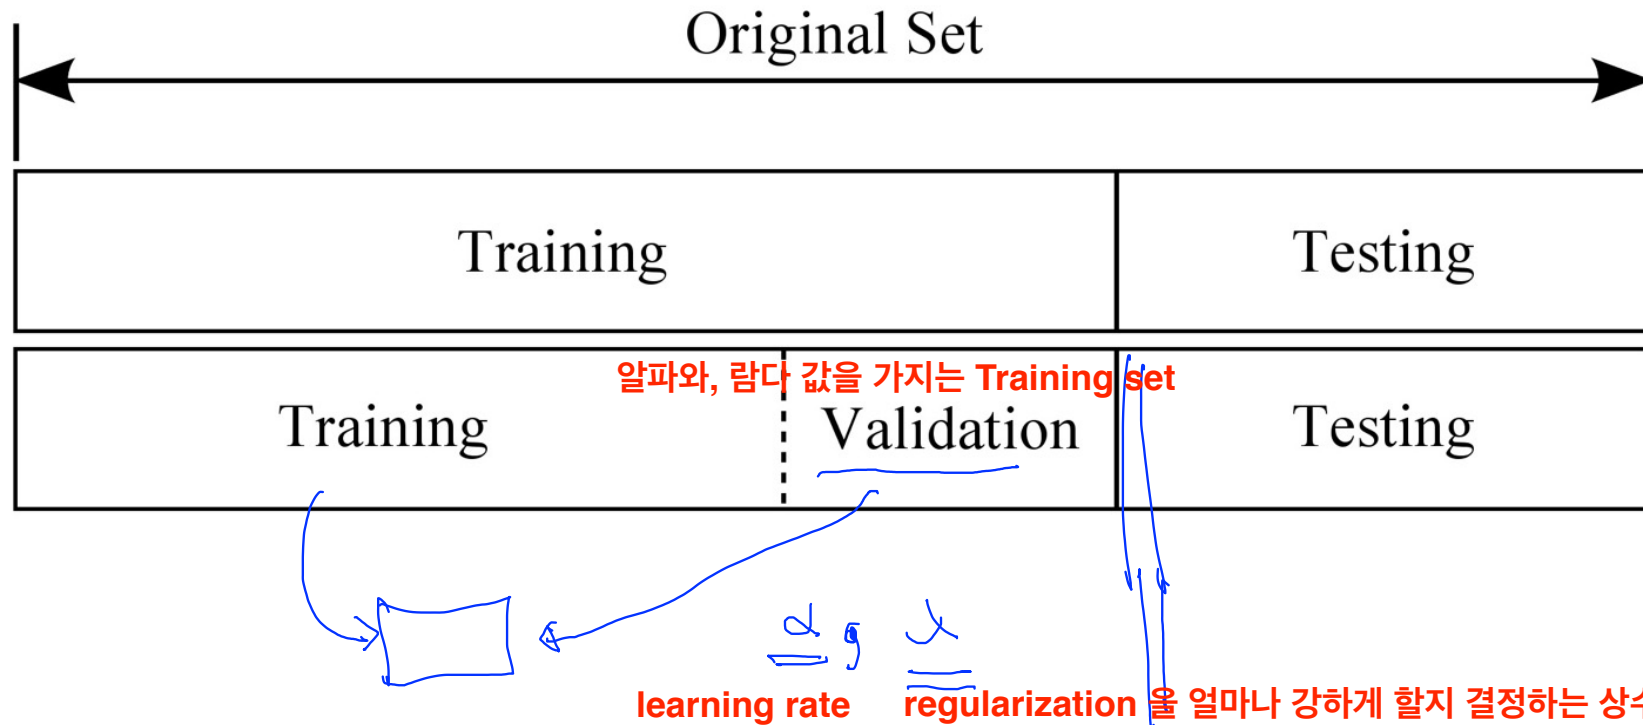 Original Set
Training Testing
알파와, 람다 값을 가지는 Training set
Training Validation Testing
α, λ
learning rate regularization 을 얼마나 강하게 할지 결정하는 상수